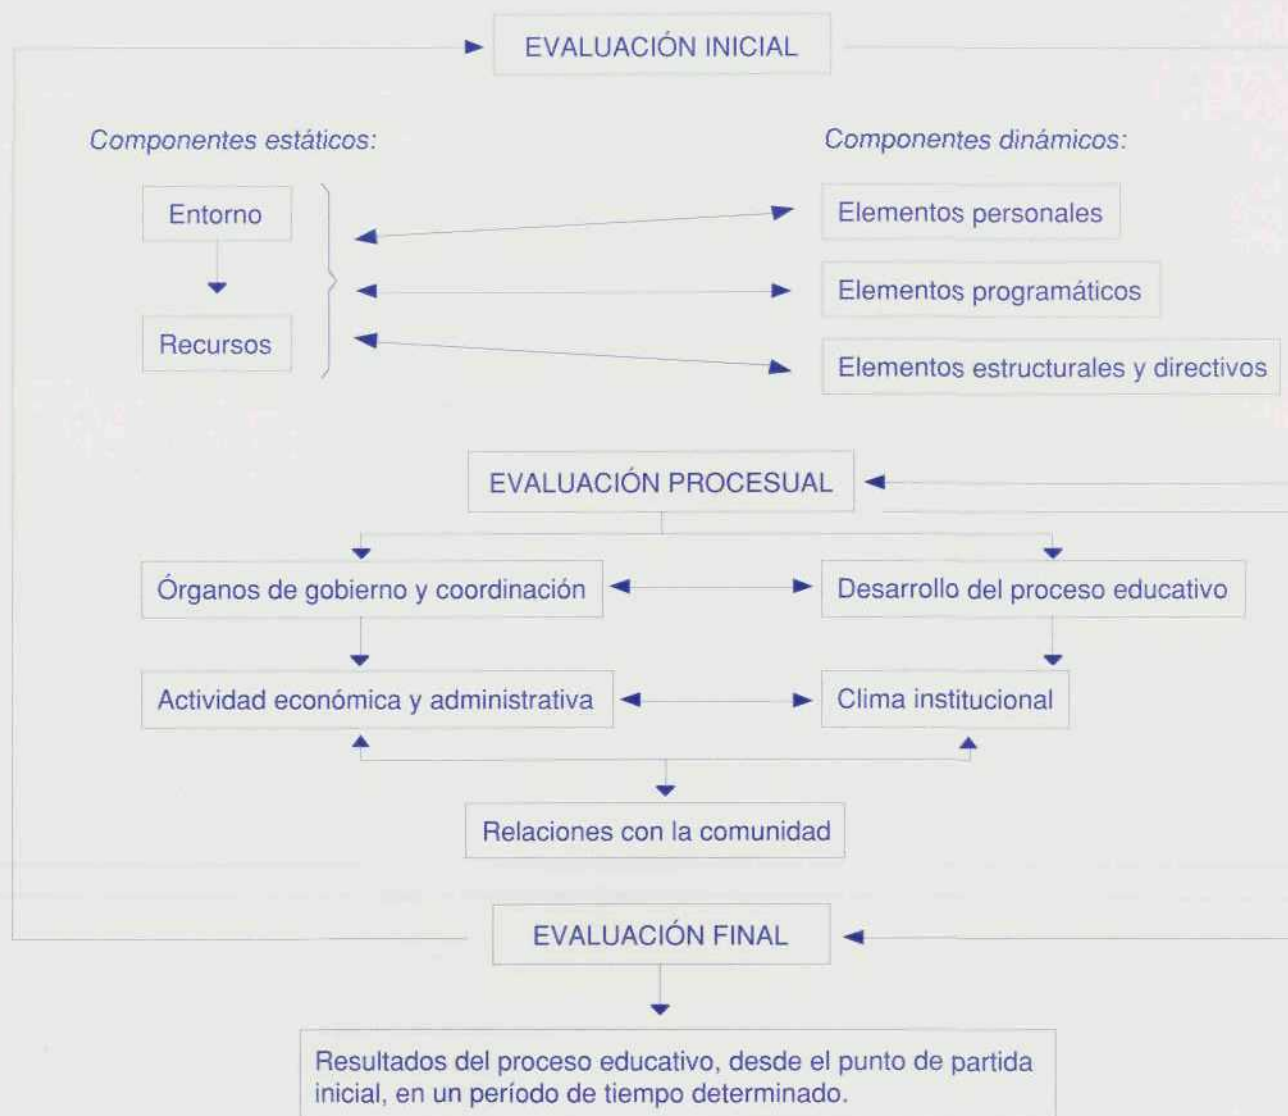 EVALUACIÓN INICIAL
Componentes estáticos:
Entorno
Recursos
Componentes dinámicos:
Elementos personales
Elementos programáticos
Elementos estructurales y directivos
EVALUACIÓN PROCESUAL
Órganos de gobierno y coordinación
Desarrollo del proceso educativo
Actividad económica y administrativa
Clima institucional
Relaciones con la comunidad
EVALUACIÓN FINAL
Resultados del proceso educativo, desde el punto de partida
inicial, en un período de tiempo determinado.